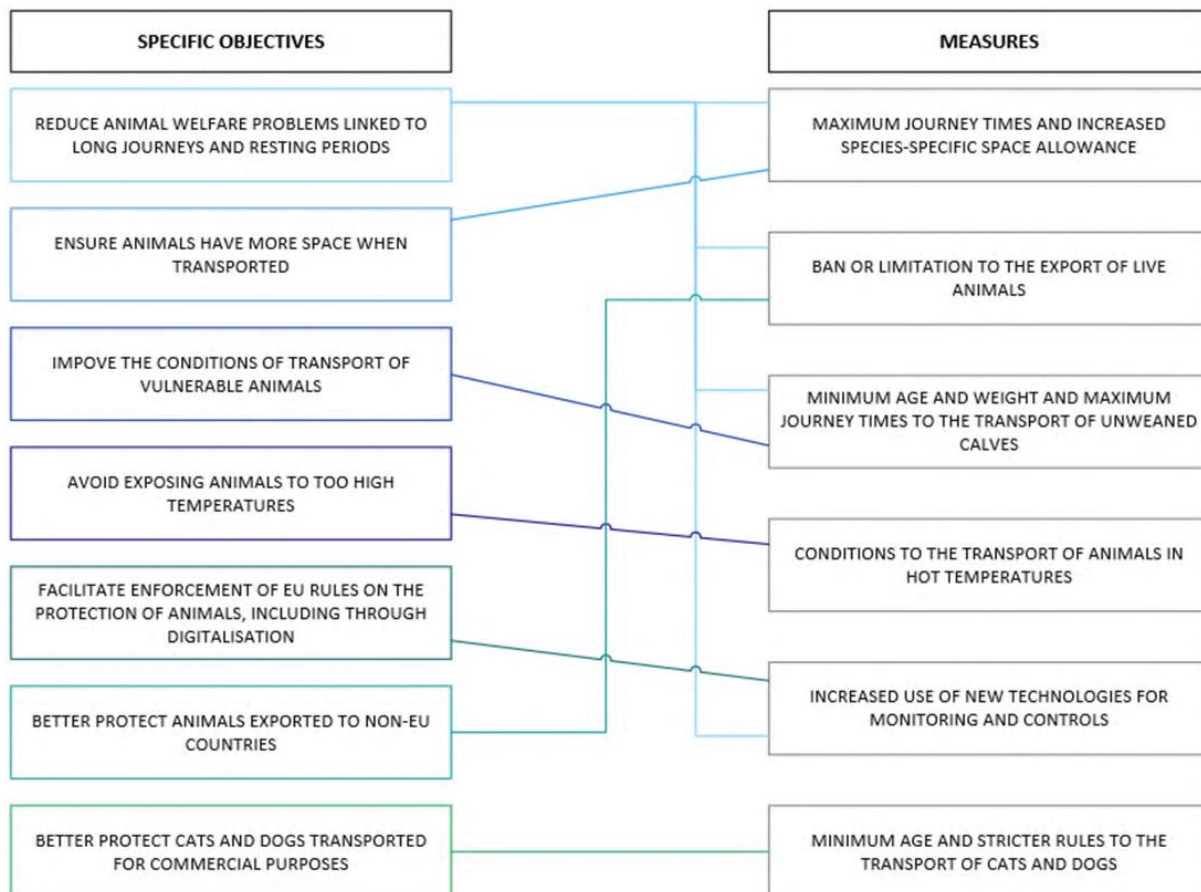 SPECIFIC OBJECTIVES
MEASURES
REDUCE ANIMAL WELFARE PROBLEMS LINKED TO
LONG JOURNEYS AND RESTING PERIODS
MAXIMUM JOURNEY TIMES AND INCREASED
SPECIES-SPECIFIC SPACE ALLOWANCE
ENSURE ANIMALS HAVE MORE SPACE WHEN
TRANSPORTED
BAN OR LIMITATION TO THE EXPORT OF LIVE
ANIMALS
IMPOVE THE CONDITIONS OF TRANSPORT OF
VULNERABLE ANIMALS
MINIMUM AGE AND WEIGHT AND MAXIMUM
JOURNEY TIMES TO THE TRANSPORT OF UNWEANED
CALVES
AVOID EXPOSING ANIMALS TO TOO HIGH
TEMPERATURES
CONDITIONS TO THE TRANSPORT OF ANIMALS IN
HOT TEMPERATURES
FACILITATE ENFORCEMENT OF EU RULES ON THE
PROTECTION OF ANIMALS, INCLUDING THROUGH
DIGITALISATION
INCREASED USE OF NEW TECHNOLOGIES FOR
MONITORING AND CONTROLS
BETTER PROTECT ANIMALS EXPORTED TO NON-EU
COUNTRIES
BETTER PROTECT CATS AND DOGS TRANSPORTED
FOR COMMERCIAL PURPOSES
MINIMUM AGE AND STRICTER RULES TO THE
TRANSPORT OF CATS AND DOGS